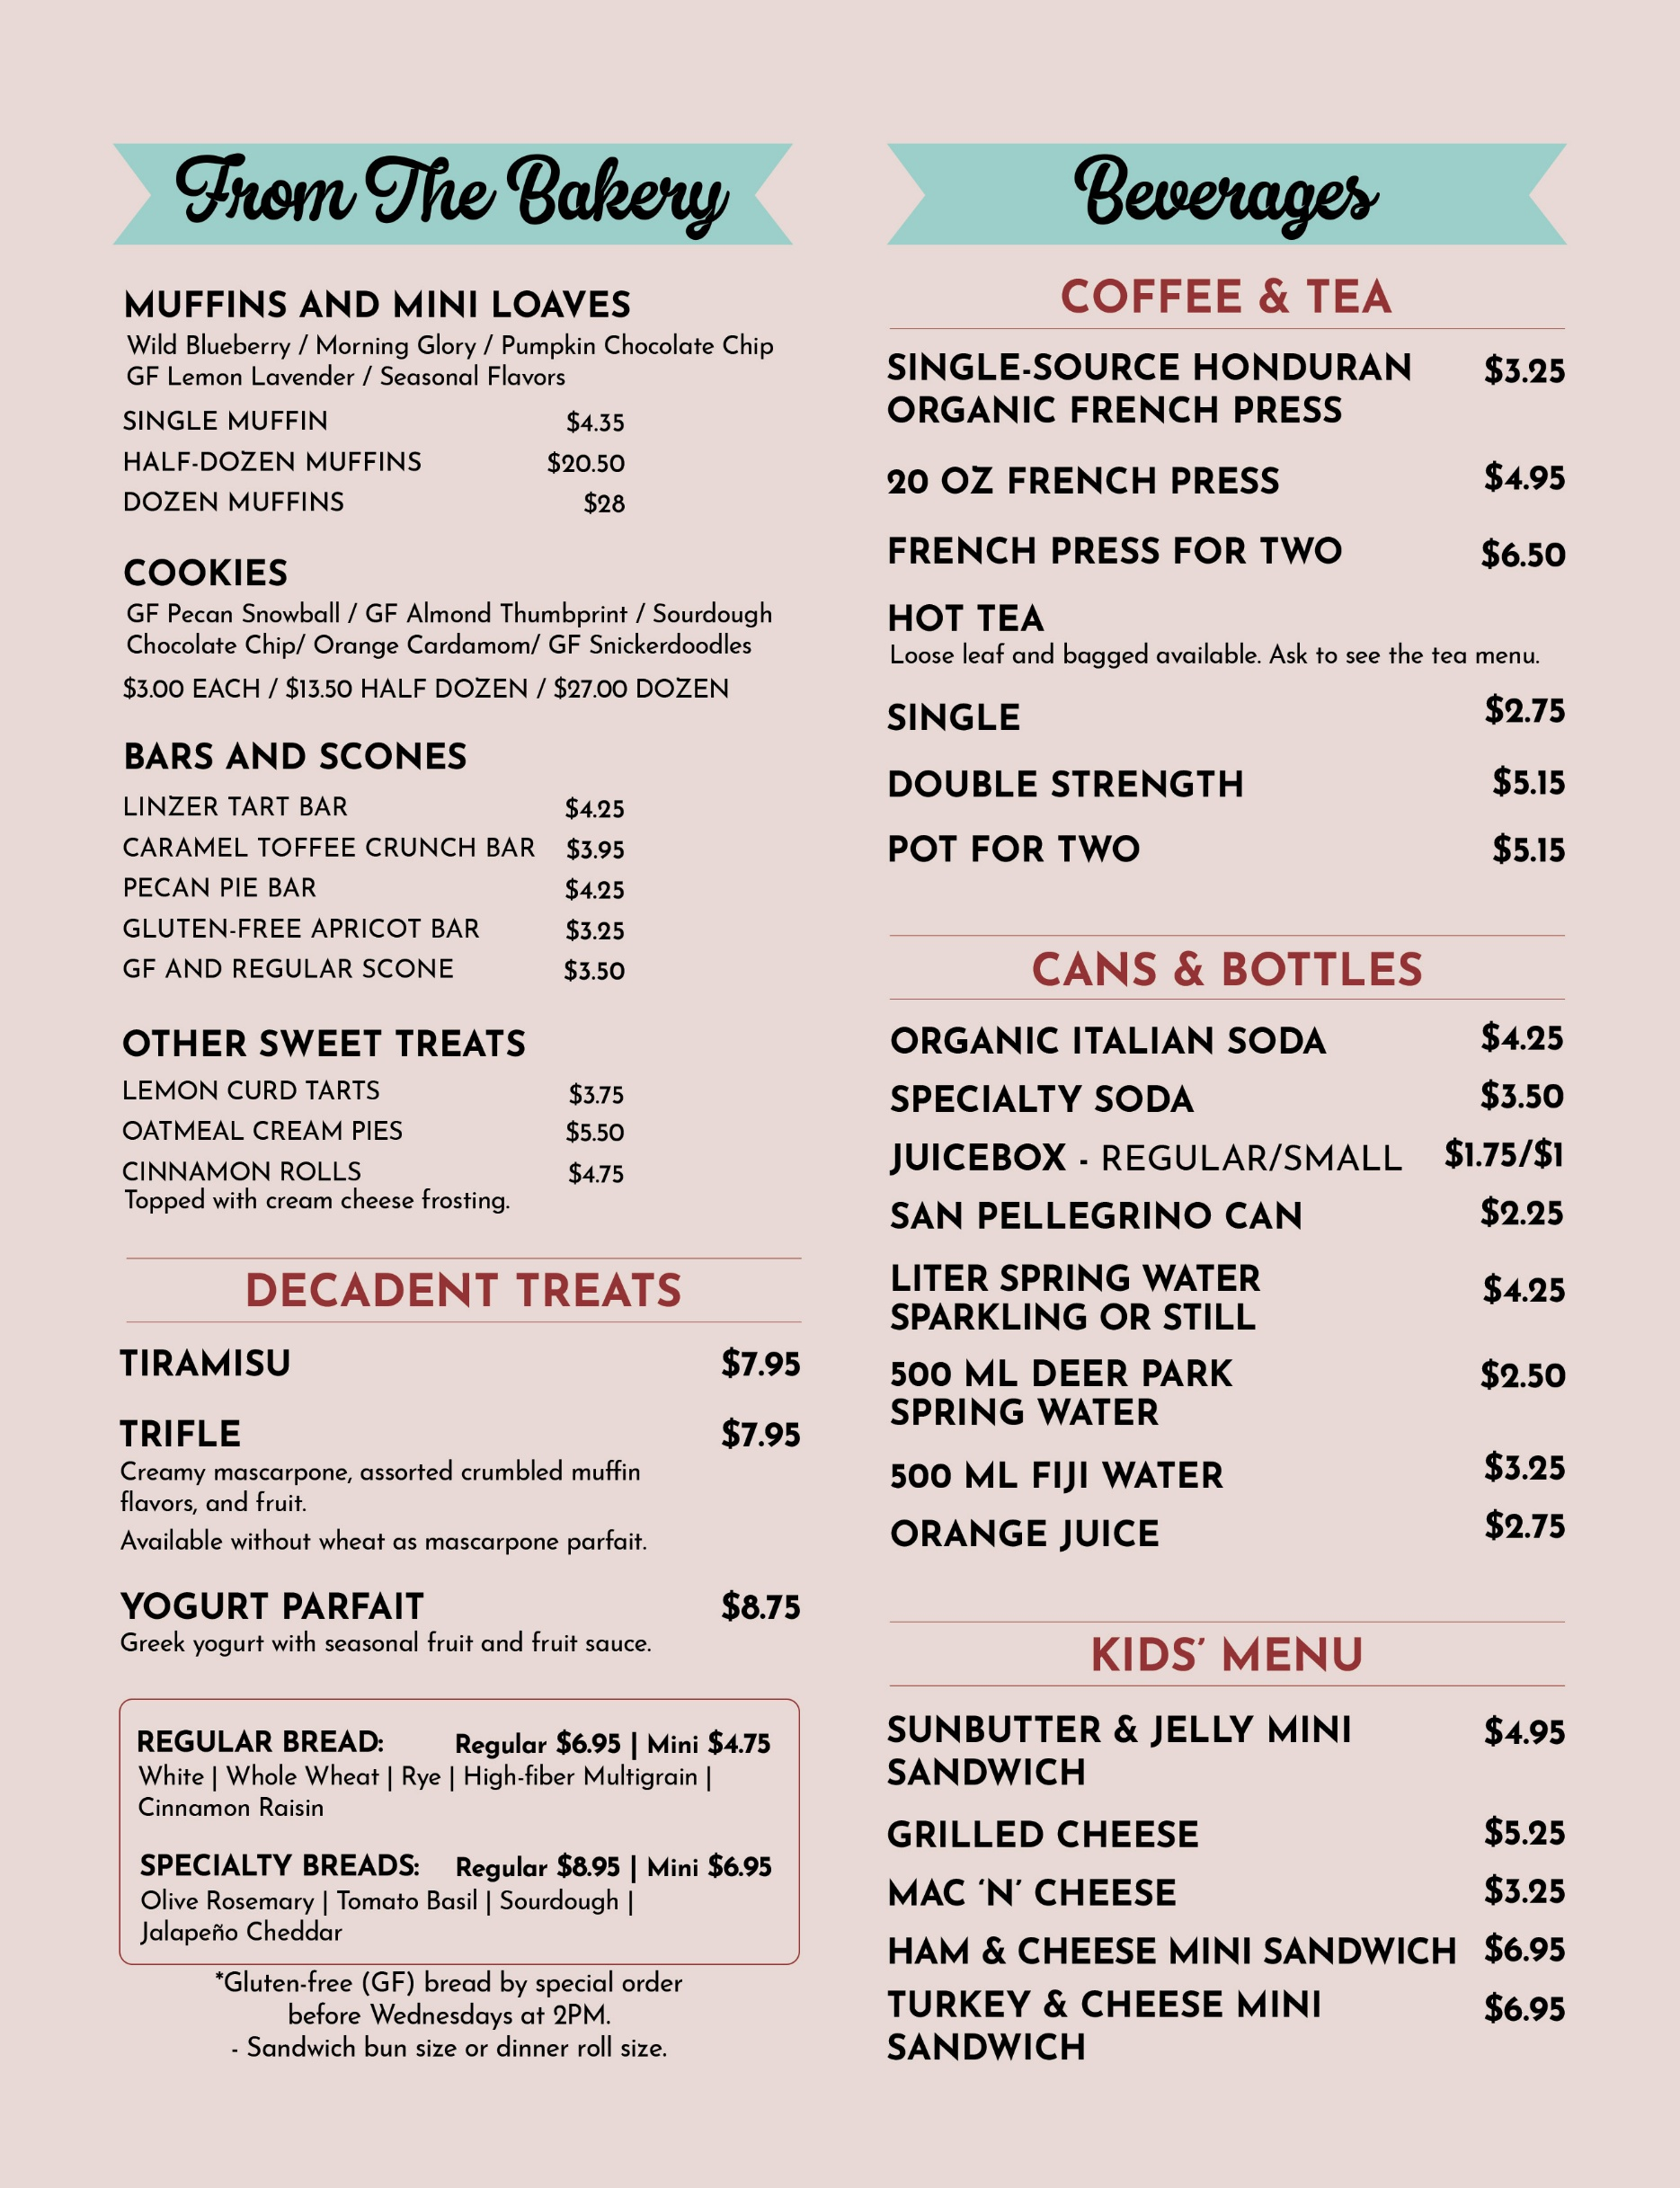 From The Bakery
MUFFINS AND MINI LOAVES
Wild Blueberry / Morning Glory / Pumpkin Chocolate Chip
GF Lemon Lavender / Seasonal Flavors
SINGLE MUFFIN $4.35
HALF-DOZEN MUFFINS $20.50
DOZEN MUFFINS $28
COOKIES
GF Pecan Snowball / GF Almond Thumbprint / Sourdough
Chocolate Chip/ Orange Cardamom/ GF Snickerdoodles
$3.00 EACH / $13.50 HALF DOZEN / $27.00 DOZEN
BARS AND SCONES
LINZER TART BAR $4.25
CARAMEL TOFFEE CRUNCH BAR $3.95
PECAN PIE BAR $4.25
GLUTEN-FREE APRICOT BAR $3.25
GF AND REGULAR SCONE $3.50
OTHER SWEET TREATS
LEMON CURD TARTS $3.75
OATMEAL CREAM PIES $5.50
CINNAMON ROLLS $4.75
Topped with cream cheese frosting.
DECADENT TREATS
TIRAMISU $7.95
TRIFLE $7.95
Creamy mascarpone, assorted crumbled muffin
flavors, and fruit.
Available without wheat as mascarpone parfait.
YOGURT PARFAIT $8.75
Greek yogurt with seasonal fruit and fruit sauce.
REGULAR BREAD: Regular $6.95 | Mini $4.75
White | Whole Wheat | Rye | High-fiber Multigrain |
Cinnamon Raisin
SPECIALTY BREADS: Regular $8.95 | Mini $6.95
Olive Rosemary | Tomato Basil | Sourdough |
Jalapeño Cheddar
*Gluten-free (GF) bread by special order
before Wednesdays at 2PM.
- Sandwich bun size or dinner roll size.
Beverages
COFFEE & TEA
SINGLE-SOURCE HONDURAN $3.25
ORGANIC FRENCH PRESS
20 OZ FRENCH PRESS $4.95
FRENCH PRESS FOR TWO $6.50
HOT TEA
Loose leaf and bagged available. Ask to see the tea menu.
SINGLE $2.75
DOUBLE STRENGTH $5.15
POT FOR TWO $5.15
CANS & BOTTLES
ORGANIC ITALIAN SODA $4.25
SPECIALTY SODA $3.50
JUICEBOX - REGULAR/SMALL $1.75/$1
SAN PELLEGRINO CAN $2.25
LITER SPRING WATER $4.25
SPARKLING OR STILL
500 ML DEER PARK $2.50
SPRING WATER
500 ML FIJI WATER $3.25
ORANGE JUICE $2.75
KIDS’ MENU
SUNBUTTER & JELLY MINI $4.95
SANDWICH
GRILLED CHEESE $5.25
MAC ‘N’ CHEESE $3.25
HAM & CHEESE MINI SANDWICH $6.95
TURKEY & CHEESE MINI $6.95
SANDWICH